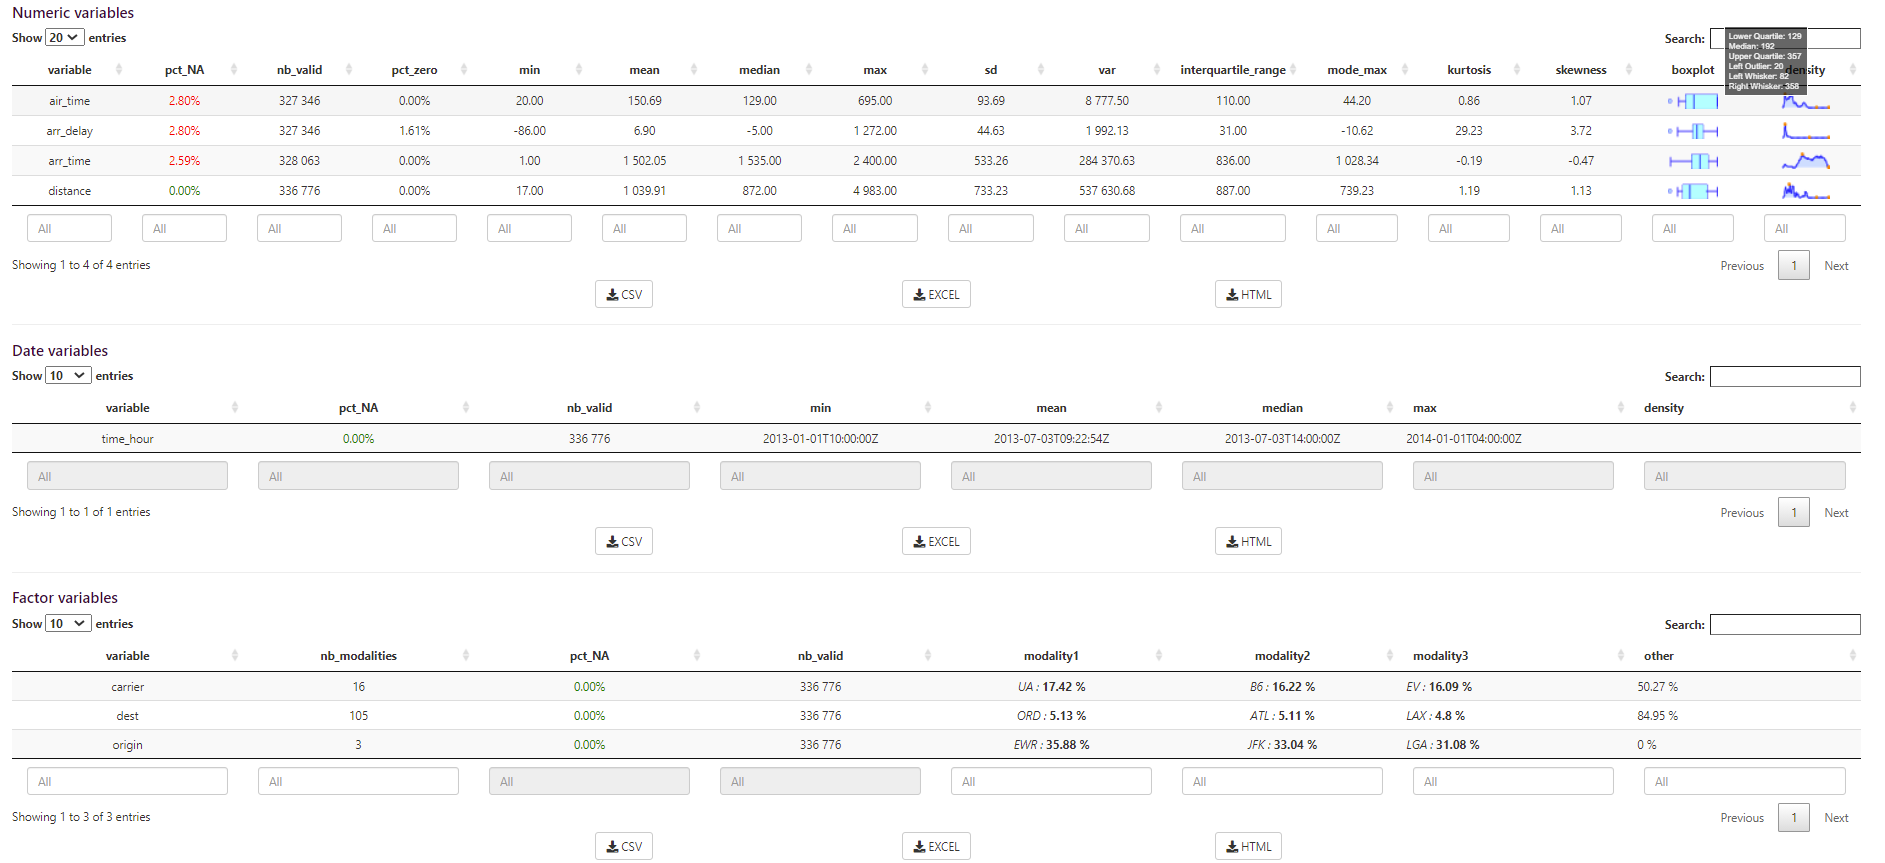 Numeric variables
Show 20 entries Search:
Lower Quartile: 129
Median: 192
Upper Quartile: 357
Left Outlier: 20
Left Whisker: 82
Right Whisker: 358
variable pct_NA nb_valid pct_zero min mean median max sd var interquartile_range mode_max kurtosis skewness boxplot density
air_time 2.80% 327 346 0.00% 20.00 150.69 129.00 695.00 93.69 8 777.50 110.00 44.20 0.86 1.07
arr_delay 2.80% 327 346 1.61% -86.00 6.90 -5.00 1 272.00 44.63 1 992.13 31.00 -10.62 29.23 3.72
arr_time 2.59% 328 063 0.00% 1.00 1 502.05 1 535.00 2 400.00 533.26 284 370.63 836.00 1 028.34 -0.19 -0.47
distance 0.00% 336 776 0.00% 17.00 1 039.91 872.00 4 983.00 733.23 537 630.68 887.00 739.23 1.19 1.13
All All All All All All All All All All All All All All All All
Showing 1 to 4 of 4 entries Previous 1 Next
CSV EXCEL HTML
Date variables
Show 10 entries Search:
variable pct_NA nb_valid min mean median max density
time_hour 0.00% 336 776 2013-01-01T10:00:00Z 2013-07-03T09:22:54Z 2013-07-03T14:00:00Z 2014-01-01T04:00:00Z
All All All All All All All All
Showing 1 to 1 of 1 entries Previous 1 Next
CSV EXCEL HTML
Factor variables
Show 10 entries Search:
variable nb_modalities pct_NA nb_valid modality1 modality2 modality3 other
carrier 16 0.00% 336 776 UA : 17.42 % B6 : 16.22 % EV : 16.09 % 50.27 %
dest 105 0.00% 336 776 ORD : 5.13 % ATL : 5.11 % LAX : 4.8 % 84.95 %
origin 3 0.00% 336 776 EWR : 35.88 % JFK : 33.04 % LGA : 31.08 % 0 %
All All All All All All All All
Showing 1 to 3 of 3 entries Previous 1 Next
CSV EXCEL HTML